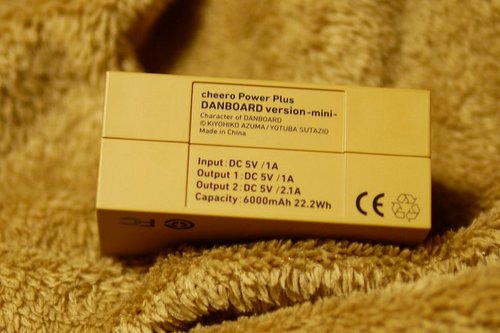 cheero Power Plus
DANBOARD version-mini-
Character of DANBOARD
© KIYOHIKO AZUMA/YOTUBA SUTAZIO
Made in China
Input: DC 5V /1A
Output 1: DC 5V /1A
Output 2: DC 5V /2.1A
Capacity: 6000mAh 22.2Wh
CE
FC